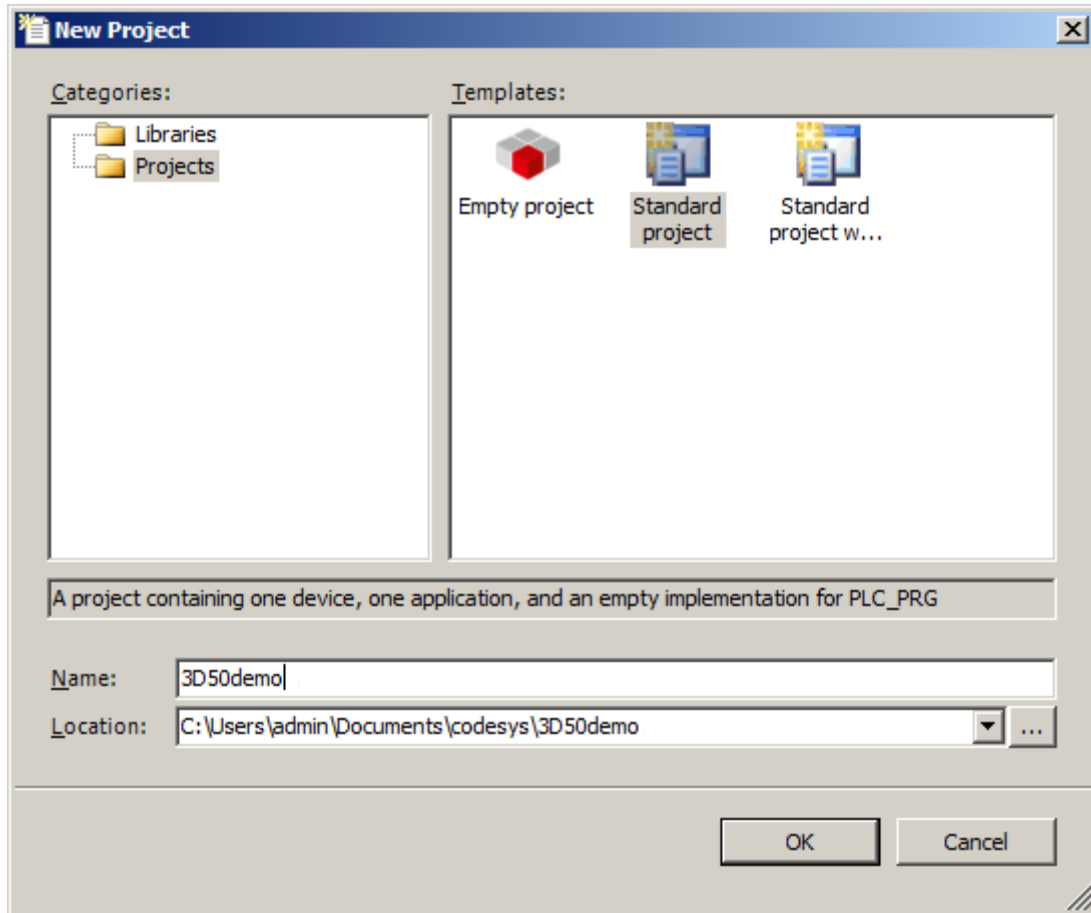 New Project
Categories:
Templates:
Libraries
Projects
Empty project
Standard
project
Standard
project w...
A project containing one device, one application, and an empty implementation for PLC_PRG
Name:
3D50demo
Location:
C:\Users\admin\Documents\codesys\3D50demo
...
OK
Cancel